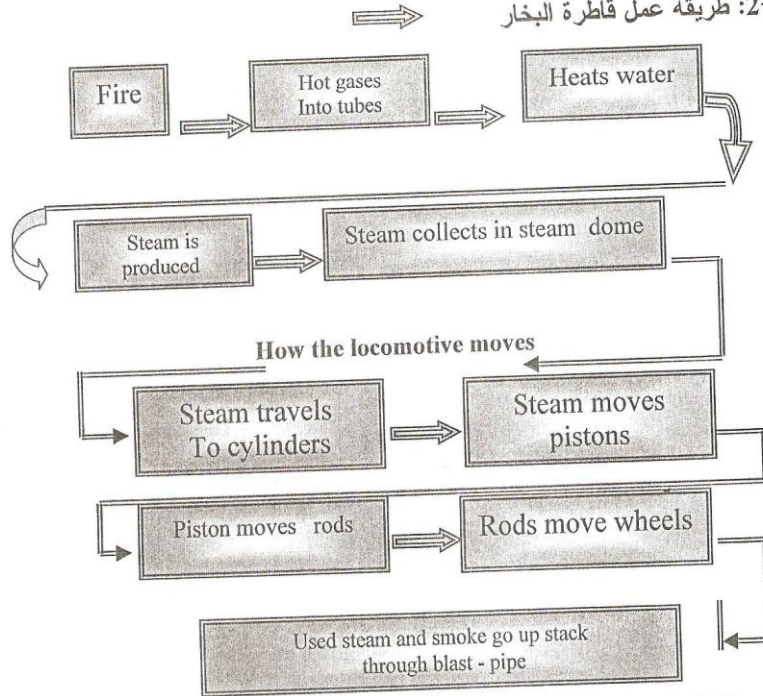 2: طريقة عمل قاطرة البخار
Fire
Hot gases
Into tubes
Heats water
Steam is
produced
Steam collects in steam dome
How the locomotive moves
Steam travels
To cylinders
Steam moves
pistons
Piston moves rods
Rods move wheels
Used steam and smoke go up stack
through blast - pipe